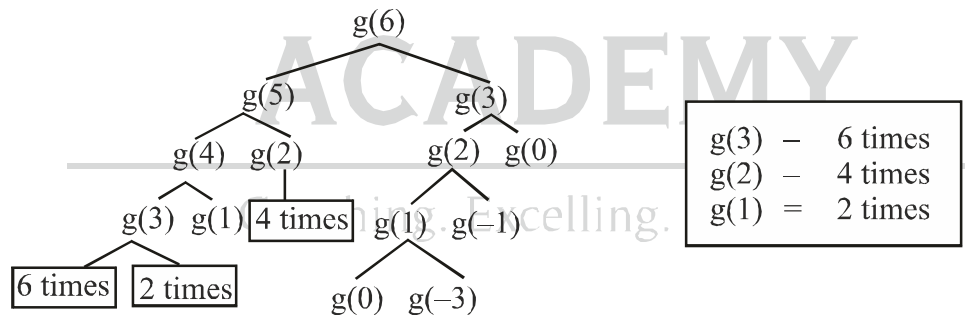 ACADEMY
g(6)
g(5) g(3)
g(4) g(2) g(2) g(0)
g(3) g(1) 4 times g(1) g(–1)
6 times 2 times g(0) g(–3)
g(3) – 6 times
g(2) – 4 times
g(1) = 2 times
Excelling.